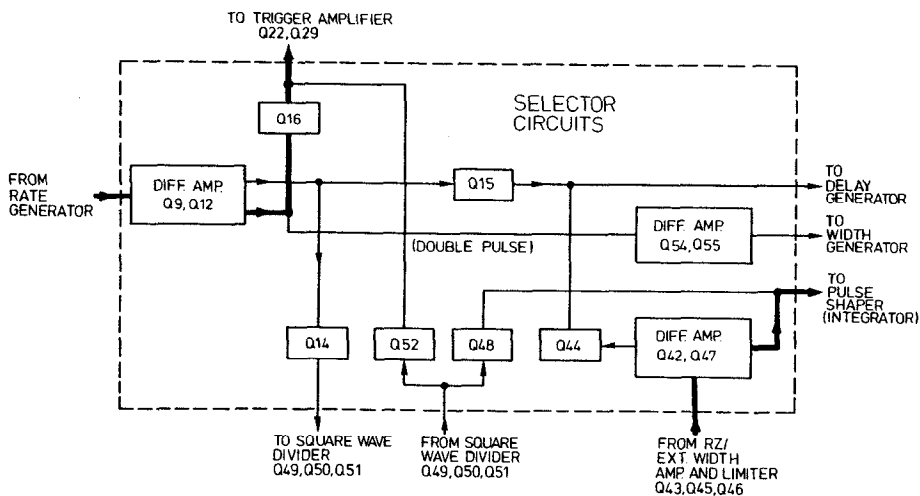 TO TRIGGER AMPLIFIER
Q22,Q29
SELECTOR
CIRCUITS
Q16
FROM
RATE
GENERATOR
DIFF. AMP.
Q9,Q12
Q15
TO
DELAY
GENERATOR
(DOUBLE PULSE)
DIFF. AMP.
Q54,Q55
TO
WIDTH
GENERATOR
TO
PULSE
SHAPER
(INTEGRATOR)
Q14
Q52
Q48
Q44
DIFF. AMP.
Q42,Q47
TO SQUARE WAVE
DIVIDER
Q49,Q50,Q51
FROM SQUARE
WAVE DIVIDER
Q49,Q50,Q51
FROM RZ/
EXT. WIDTH
AMP. AND LIMITER
Q43,Q45,Q46